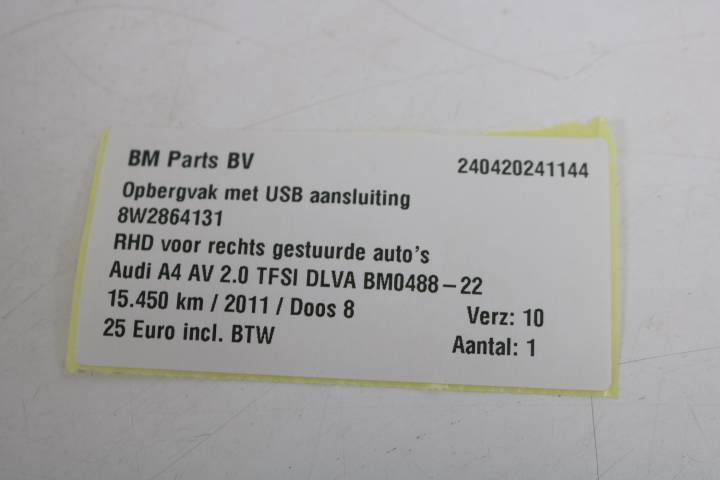 BM Parts BV 240420241144
Opbergvak met USB aansluiting
8W2864131
RHD voor rechts gestuurde auto's
Audi A4 AV 2.0 TFSI DLVA BM0488-22
15.450 km / 2011 / Doos 8 Verz: 10
25 Euro incl. BTW Aantal: 1